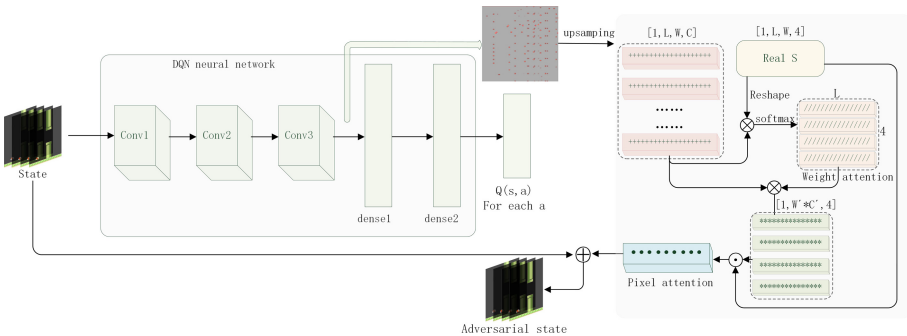 DQN neural network
Conv1
Conv2
Conv3
State
dense1
dense2
Q(s,a)
For each a
upsamping
[1,L,W,C]
++++++++++++++++++++
++++++++++++++++++++
••••••
••••••
++++++++++++++++++++
[1,L,W,4]
Real S
Reshape
softmax
L
4
Weight attention
[1,W´*C´,4]
***************
***************
***************
***************
Pixel attention
Adversarial state